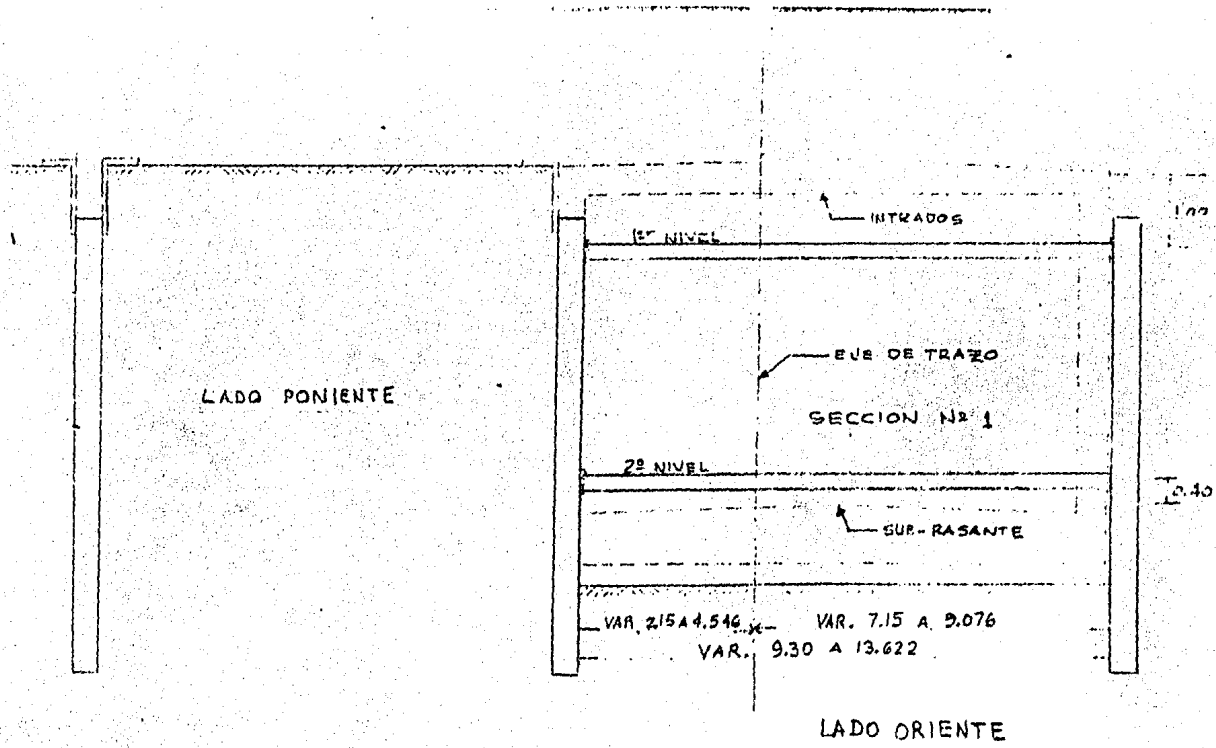 1.00
INTRADOS
1er NIVEL
EJE DE TRAZO
LADO PONIENTE
SECCION Nº 1
2º NIVEL
0.40
SUB-RASANTE
VAR. 2.15 A 4.546
VAR. 7.15 A 9.076
VAR. 9.30 A 13.622
LADO ORIENTE